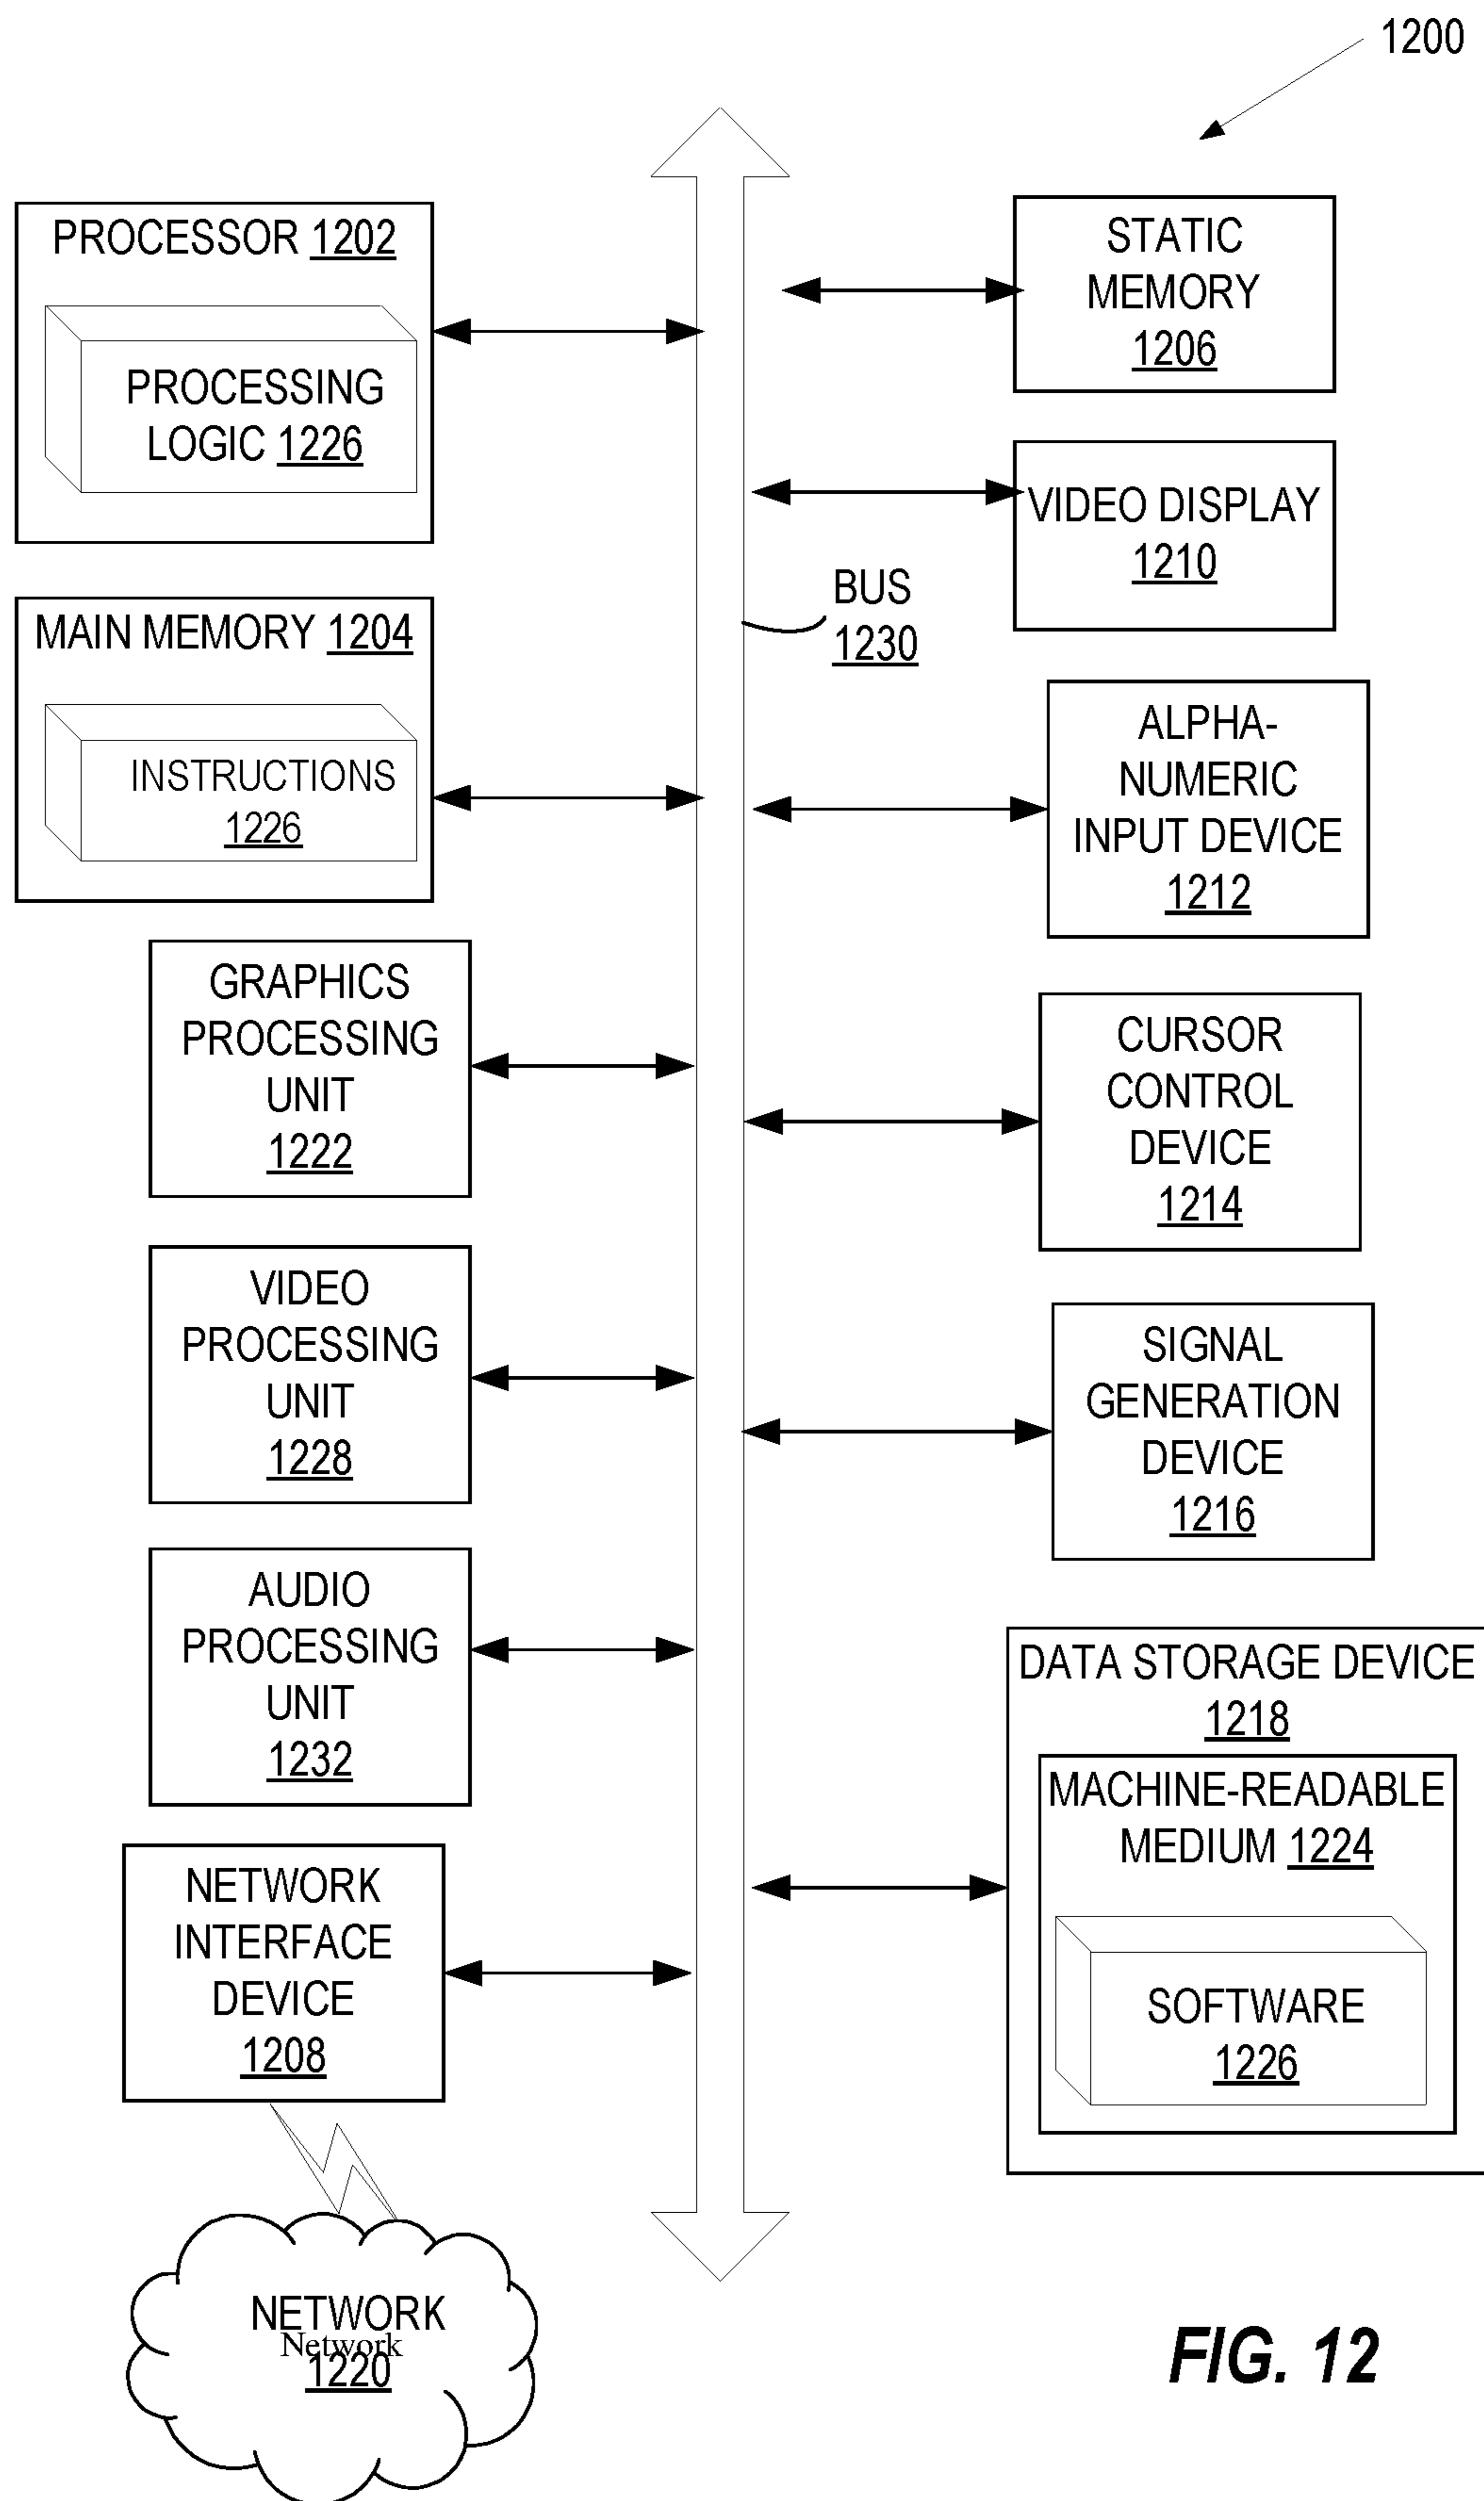 1200
PROCESSOR 1202
PROCESSING
LOGIC 1226
MAIN MEMORY 1204
INSTRUCTIONS
1226
GRAPHICS
PROCESSING
UNIT
1222
VIDEO
PROCESSING
UNIT
1228
AUDIO
PROCESSING
UNIT
1232
NETWORK
INTERFACE
DEVICE
1208
NETWORK
Network
1220
BUS
1230
STATIC
MEMORY
1206
VIDEO DISPLAY
1210
ALPHA-
NUMERIC
INPUT DEVICE
1212
CURSOR
CONTROL
DEVICE
1214
SIGNAL
GENERATION
DEVICE
1216
DATA STORAGE DEVICE
1218
MACHINE-READABLE
MEDIUM 1224
SOFTWARE
1226
FIG. 12